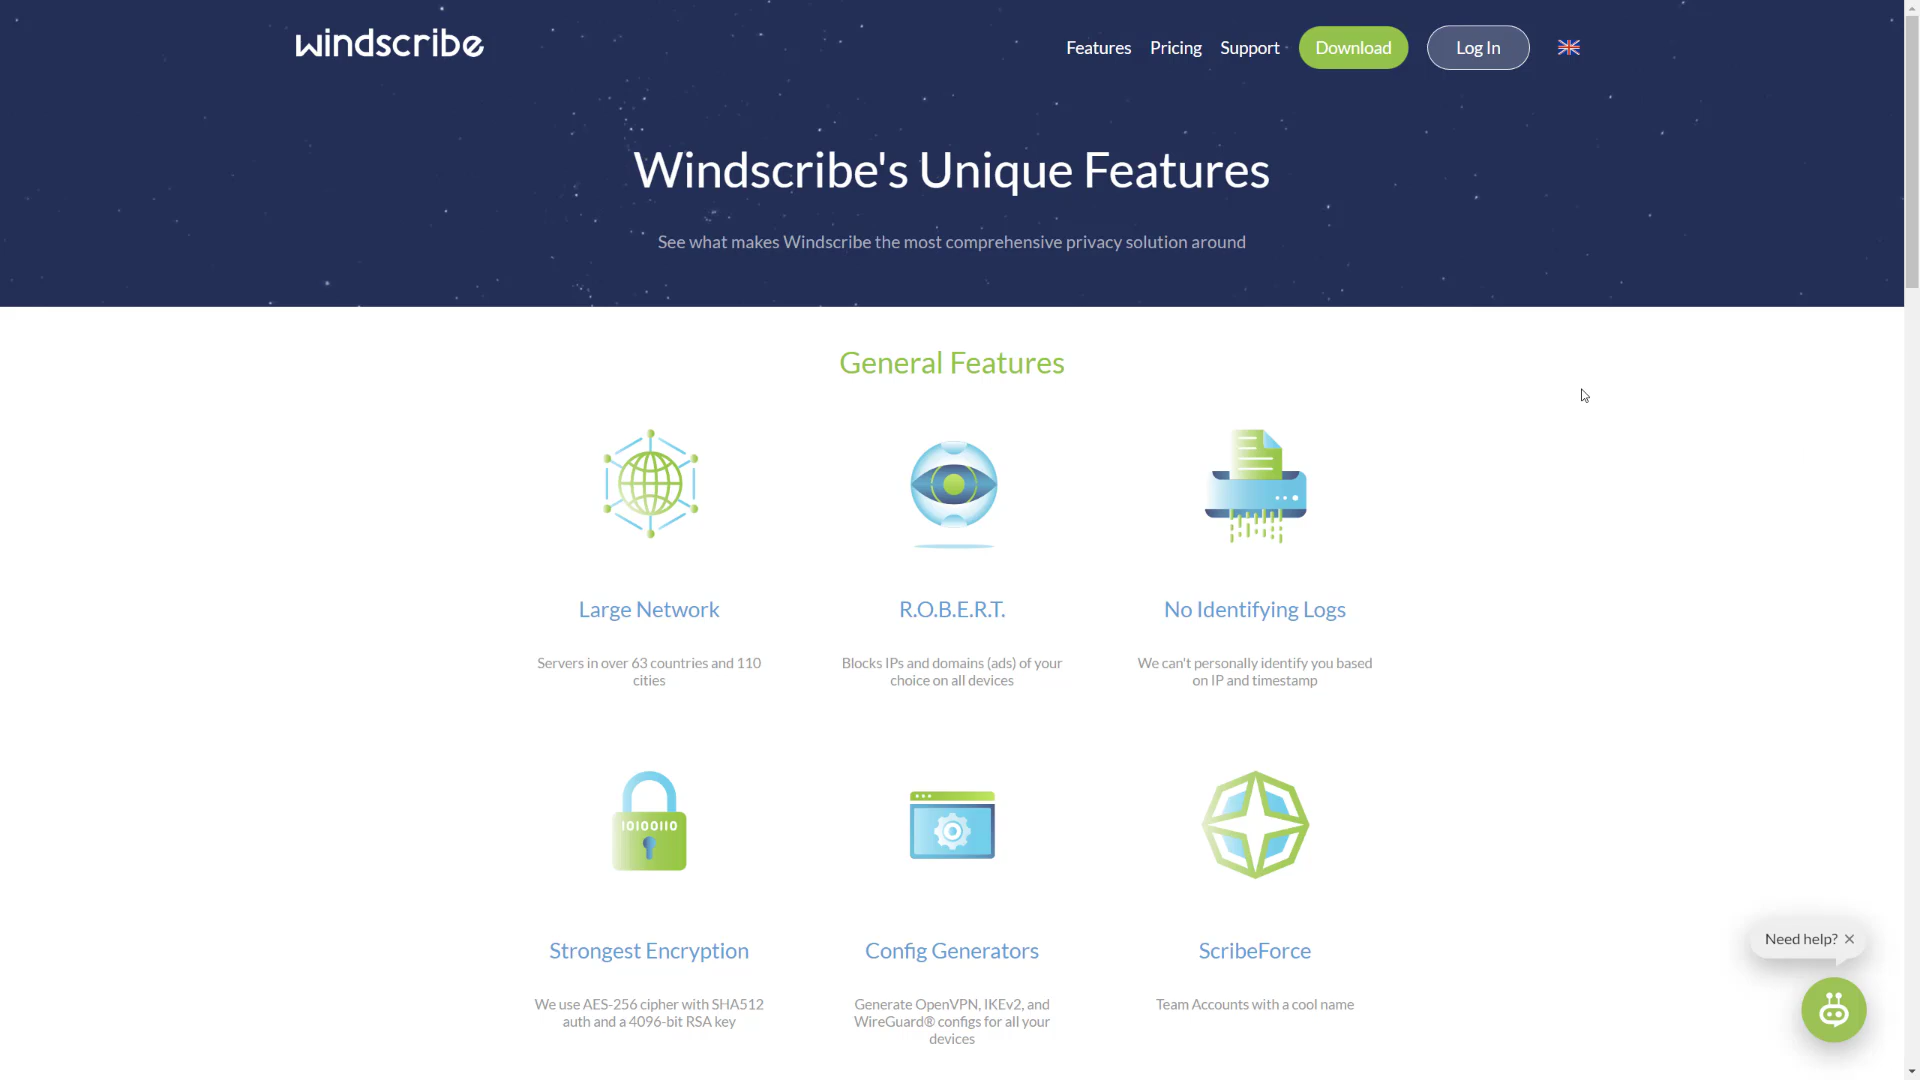 windscribe
Features Pricing Support Download Log In
Windscribe's Unique Features
See what makes Windscribe the most comprehensive privacy solution around
General Features
Large Network
Servers in over 63 countries and 110
cities
R.O.B.E.R.T.
Blocks IPs and domains (ads) of your
choice on all devices
No Identifying Logs
We can't personally identify you based
on IP and timestamp
10100110
Strongest Encryption
We use AES-256 cipher with SHA512
auth and a 4096-bit RSA key
Config Generators
Generate OpenVPN, IKEv2, and
WireGuard® configs for all your
devices
ScribeForce
Team Accounts with a cool name
Need help?